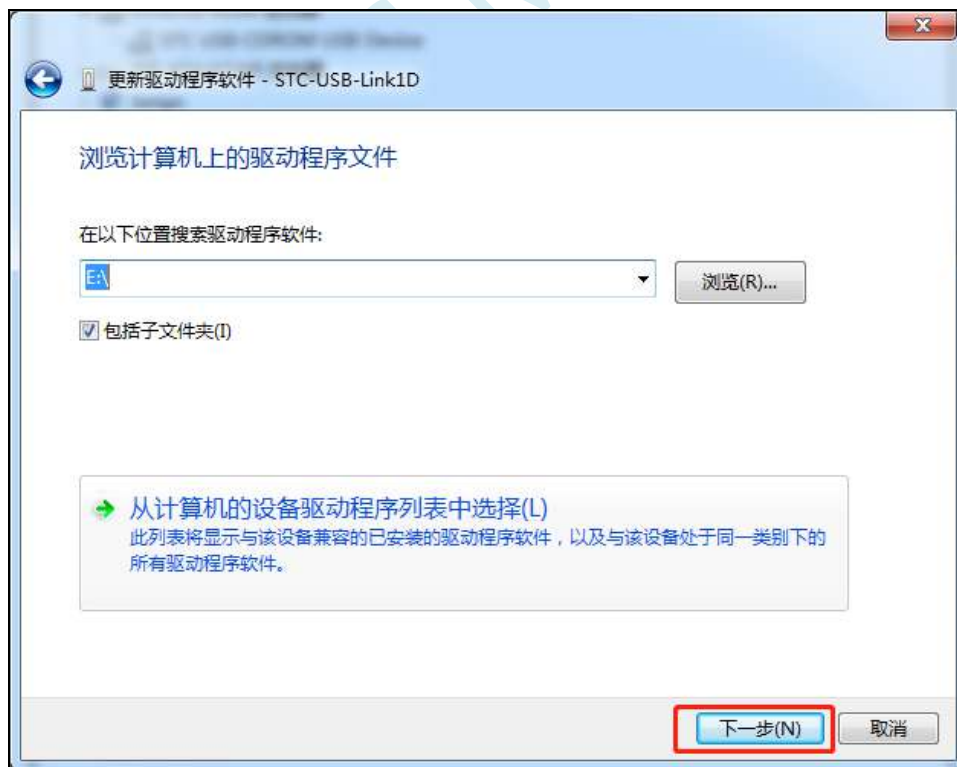 更新驱动程序软件 - STC-USB-Link1D
浏览计算机上的驱动程序文件
在以下位置搜索驱动程序软件:
E:\
浏览(R)...
包括子文件夹(I)
从计算机的设备驱动程序列表中选择(L)
此列表将显示与该设备兼容的已安装的驱动程序软件，以及与该设备处于同一类别下的
所有驱动程序软件。
下一步(N)
取消